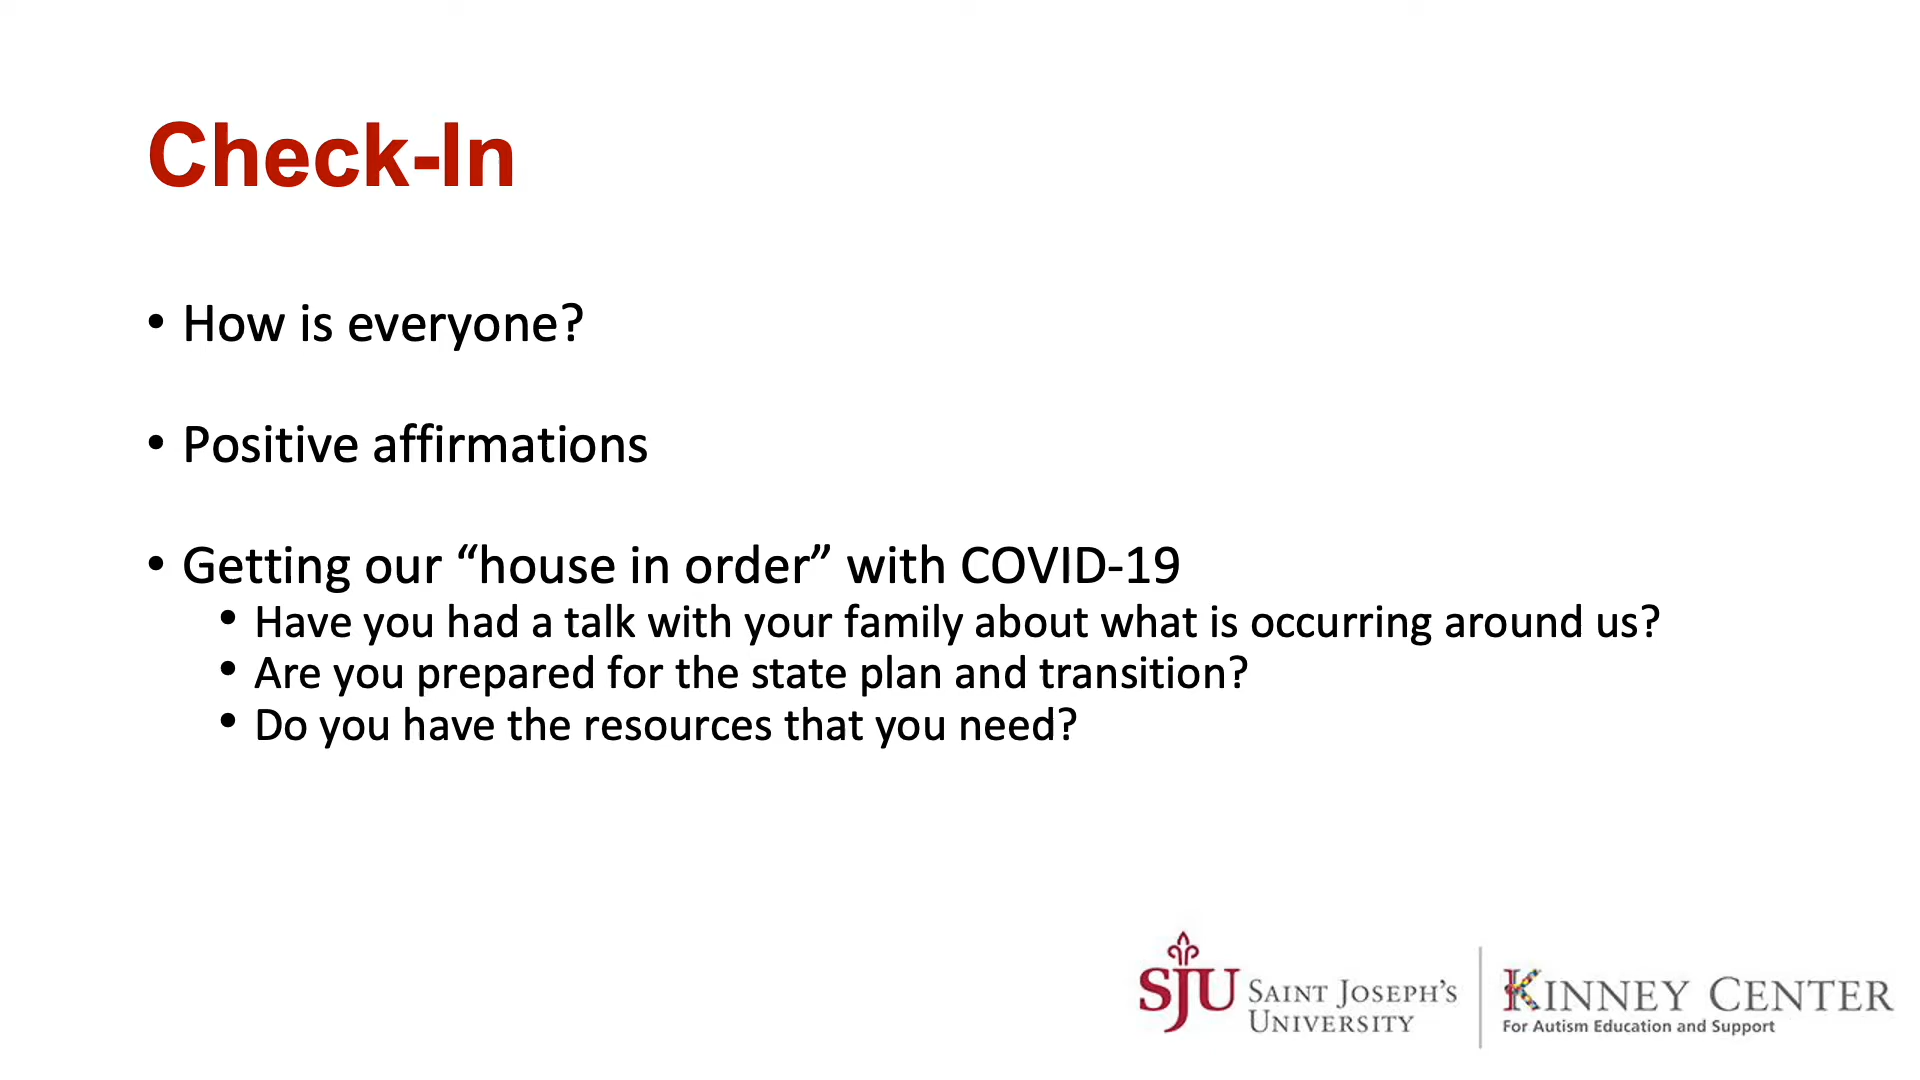 Check-In
• How is everyone?
• Positive affirmations
• Getting our “house in order” with COVID-19
• Have you had a talk with your family about what is occurring around us?
• Are you prepared for the state plan and transition?
• Do you have the resources that you need?
SJU SAINT JOSEPH'S
UNIVERSITY
KINNEY CENTER
For Autism Education and Support